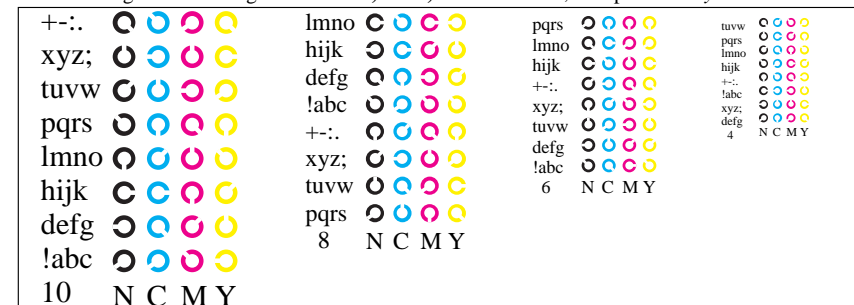 +-:.
xyz;
tuvw
pqrs
lmno
hijk
defg
!abc
10 N C M Y
lmno
hijk
defg
!abc
+-:.
xyz;
tuvw
pqrs
8 N C M Y
pqrs
lmno
hijk
+-:.
xyz;
tuvw
defg
!abc
6 N C M Y
tuvw
pqrs
lmno
hijk
+-:.
!abc
xyz;
defg
4 N C M Y